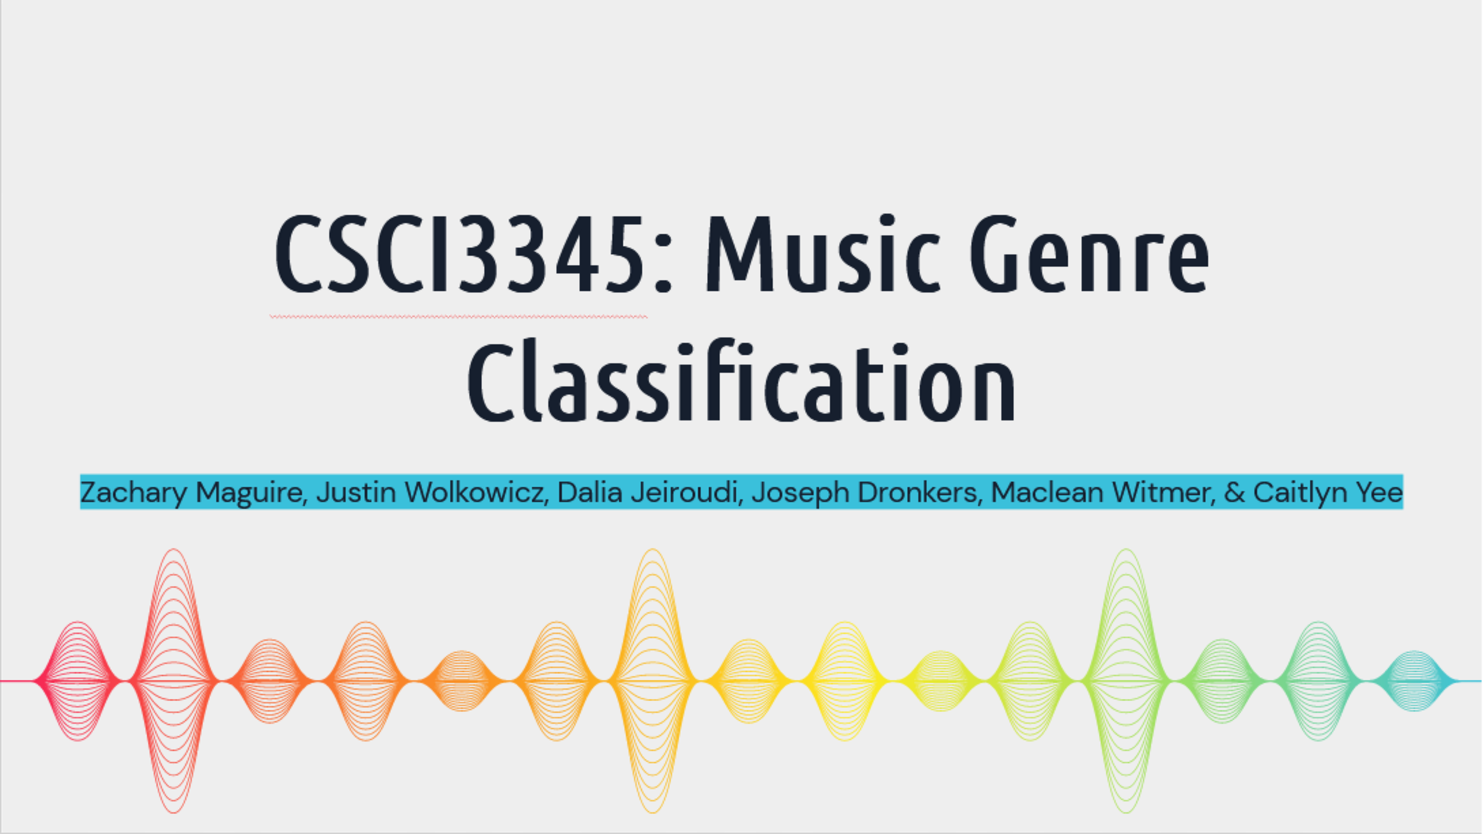 CSCI3345: Music Genre
Classification
Zachary Maguire, Justin Wolkowicz, Dalia Jeiroudi, Joseph Dronkers, Maclean Witmer, & Caitlyn Yee